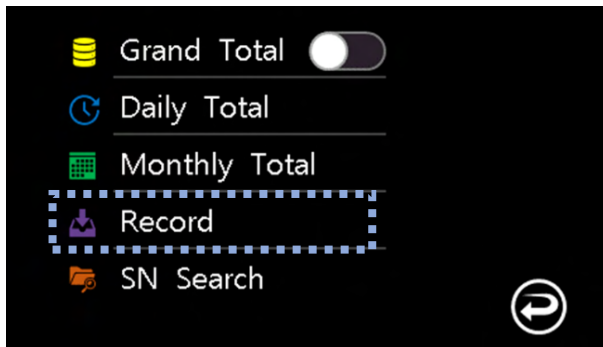 Grand Total
Daily Total
Monthly Total
Record
SN Search